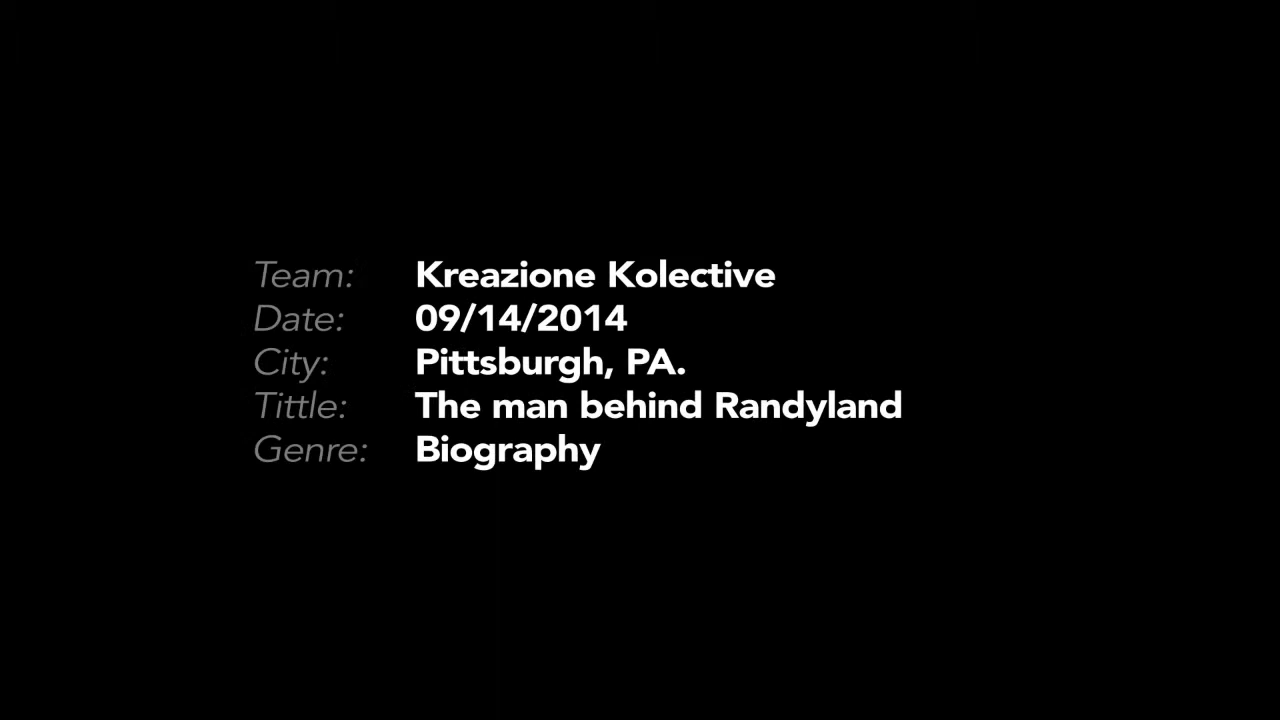 Team: Kreazione Kolective
Date: 09/14/2014
City: Pittsburgh, PA.
Tittle: The man behind Randyland
Genre: Biography